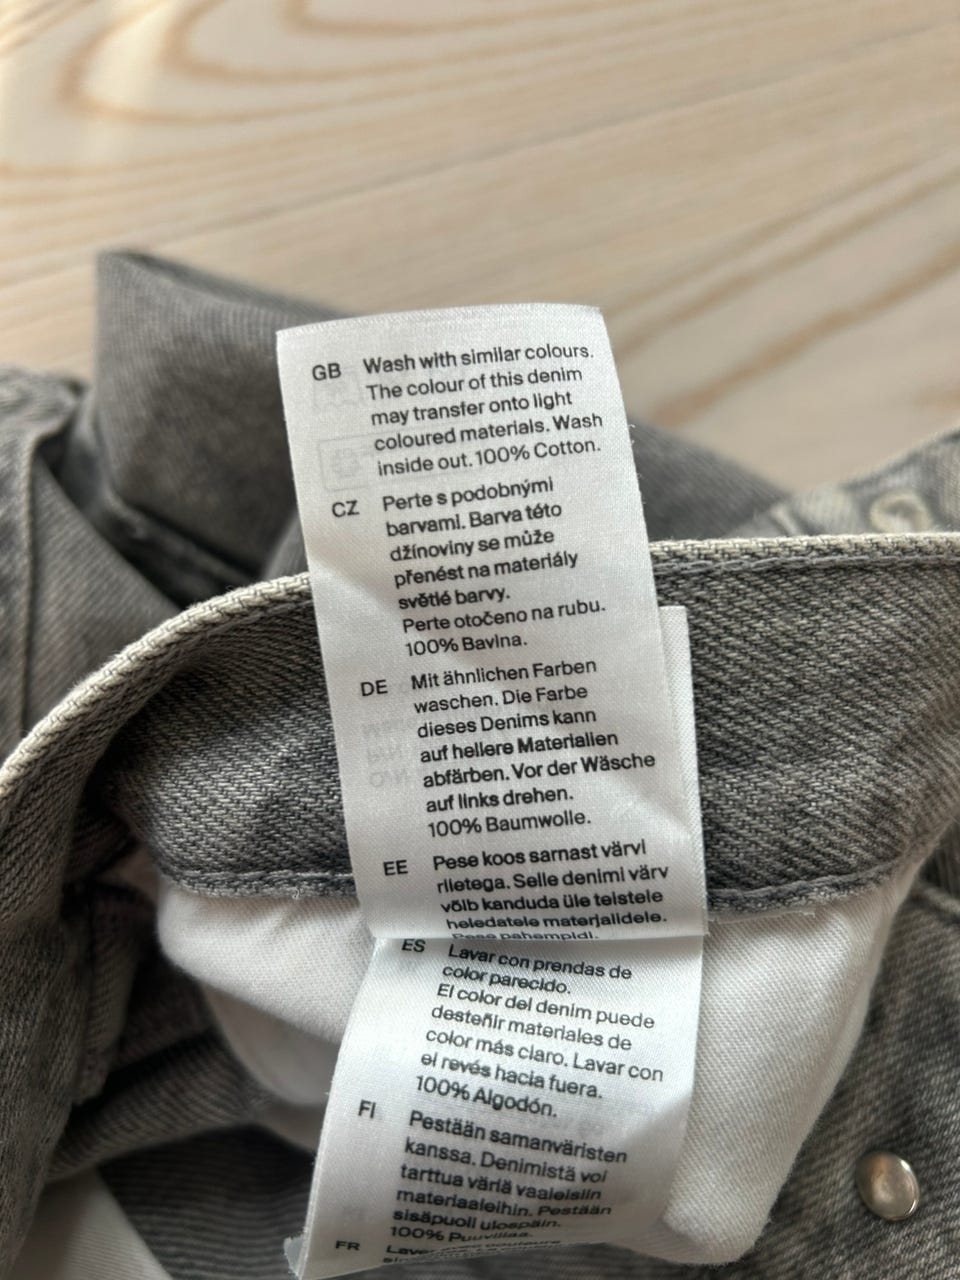 GB Wash with similar colours.
The colour of this denim
may transfer onto light
coloured materials. Wash
inside out. 100% Cotton.
CZ Perte s podobnými
barvami. Barva této
džínoviny se může
přenést na materiály
světlé barvy.
Perte otočeno na rubu.
100% Bavlna.
DE Mit ähnlichen Farben
waschen. Die Farbe
dieses Denims kann
auf hellere Materialien
abfärben. Vor der Wäsche
auf links drehen.
100% Baumwolle.
EE Pese koos sarnast värvi
riietega. Selle denimi värv
võib kanduda üle teistele
heledatele materjalidele.
Pese pahempidi.
ES Lavar con prendas de
color parecido.
El color del denim puede
desteñir materiales de
color más claro. Lavar con
el revés hacia fuera.
100% Algodón.
FI Pestään samanväristen
kanssa. Denimistä voi
tarttua väriä vaaleisiin
materiaaleihin. Pestään
sisäpuoli ulospäin.
100% Puuvillaa.
FR